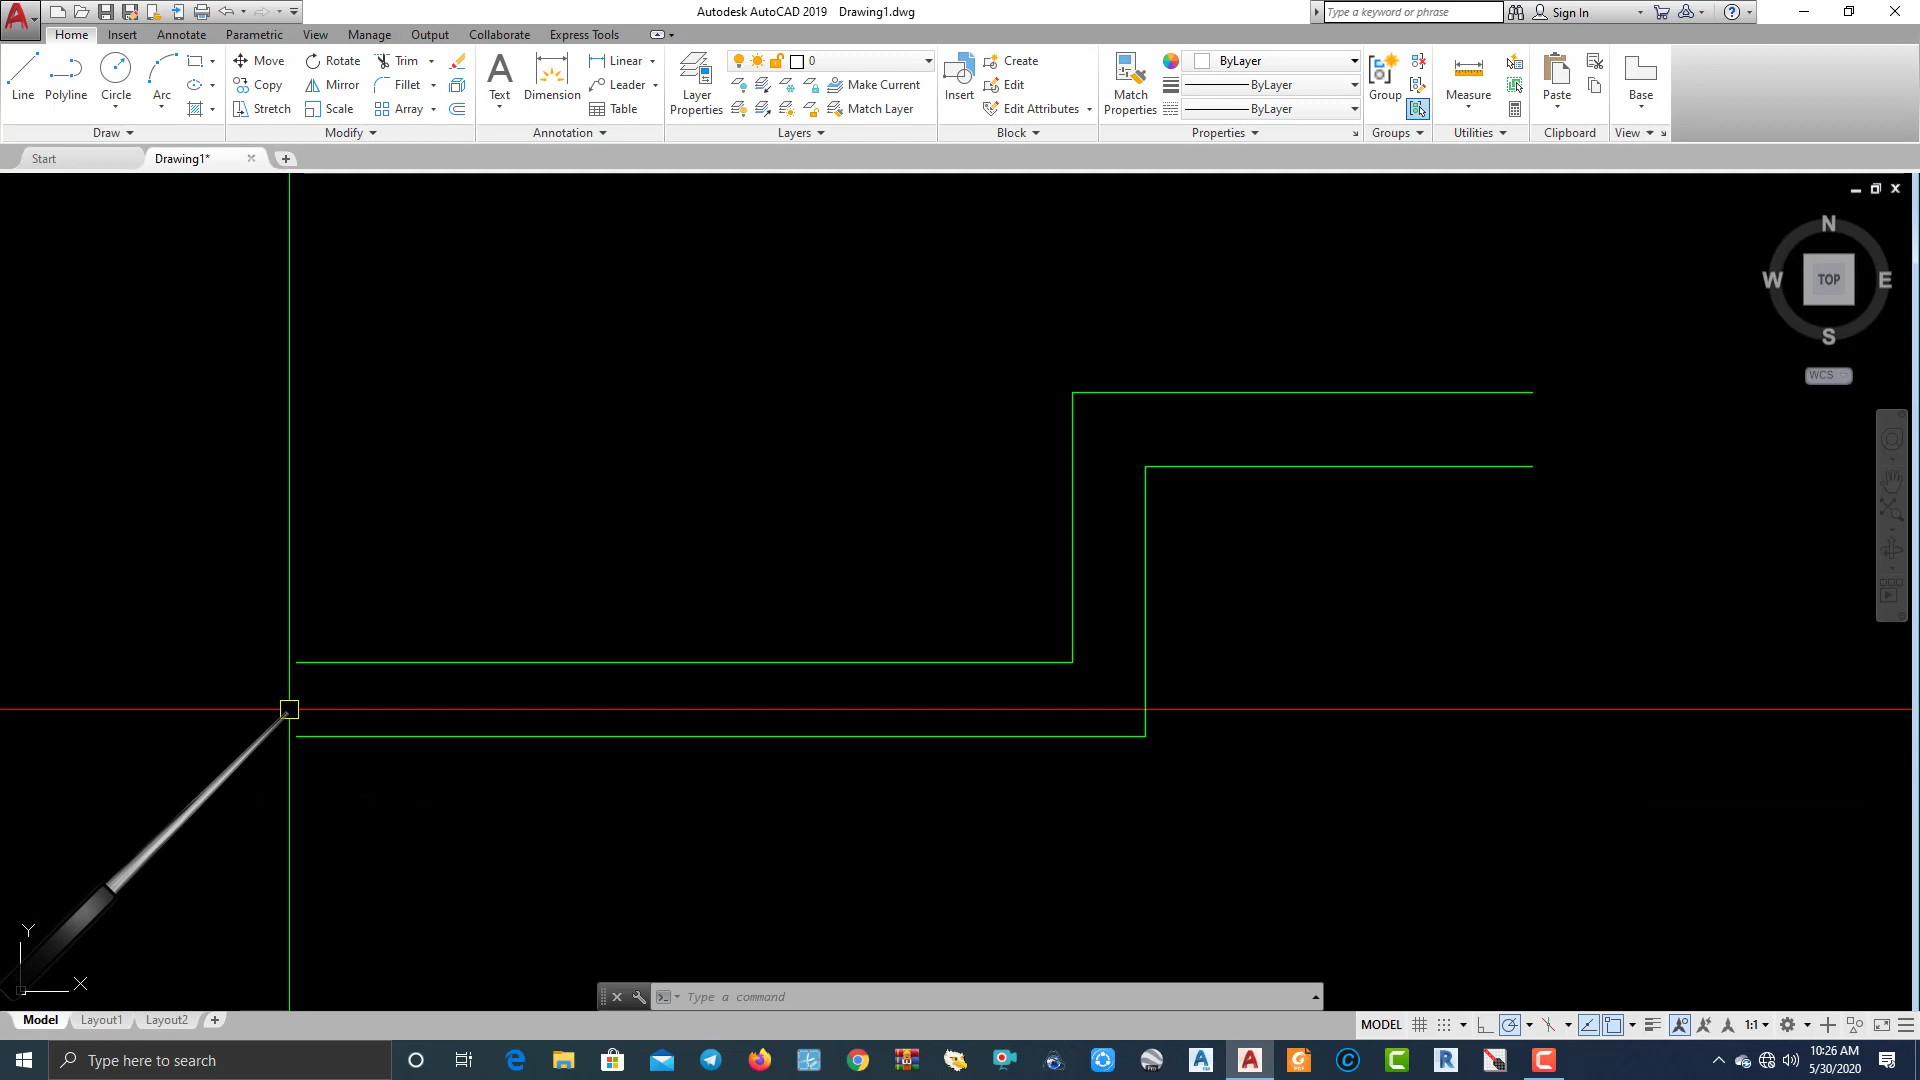 Autodesk AutoCAD 2019 Drawing1.dwg
Type a keyword or phrase
Sign In
Home Insert Annotate Parametric View Manage Output Collaborate Express Tools
Line Polyline Circle Arc
Draw
Move Rotate Trim
Copy Mirror Fillet
Stretch Scale Array
Modify
Text Dimension
Linear
Leader
Table
Annotation
Layer Properties
0
Make Current
Match Layer
Layers
Insert
Create
Edit
Edit Attributes
Block
Match Properties
ByLayer
ByLayer
ByLayer
Properties
Group
Groups
Measure
Utilities
Paste
Clipboard
Base
View
Start Drawing1*
N
W TOP E
S
WCS
Y
X
Type a command
Model Layout1 Layout2
MODEL 1:1
Type here to search
10:26 AM
5/30/2020